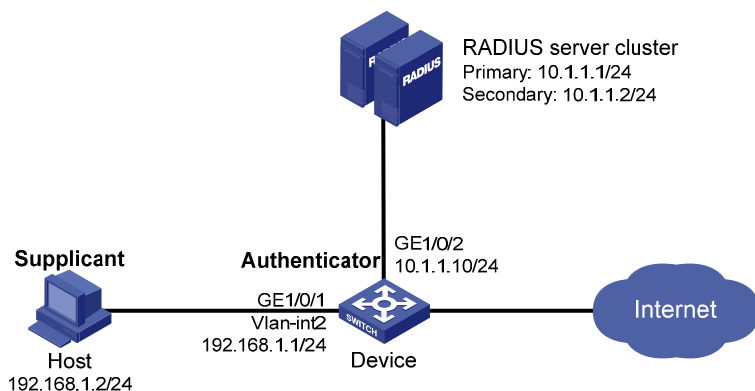 RADIUS server cluster
Primary: 10.1.1.1/24
Secondary: 10.1.1.2/24
RADIUS
GE1/0/2
10.1.1.10/24
Supplicant
Authenticator
GE1/0/1
Vlan-int2
192.168.1.1/24
SWITCH
Internet
Host
192.168.1.2/24
Device